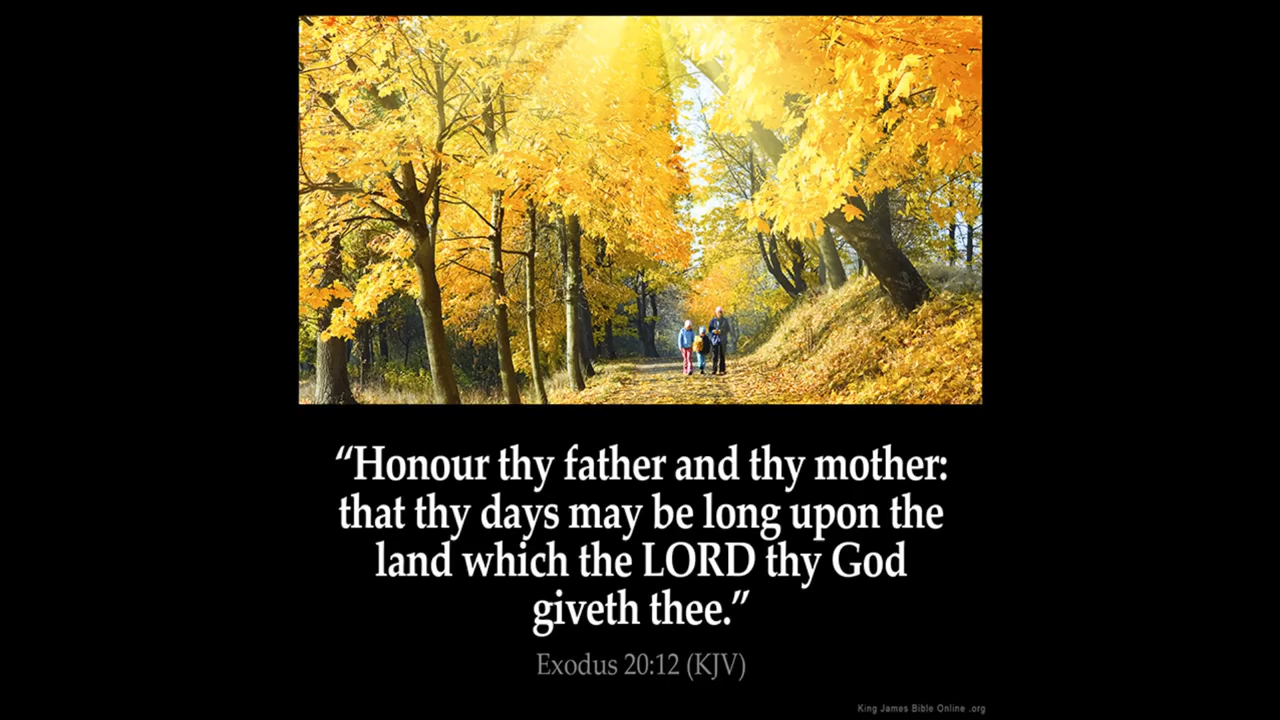 “Honour thy father and thy mother:
that thy days may be long upon the
land which the LORD thy God
giveth thee.”
Exodus 20:12 (KJV)
King James Bible Online .org